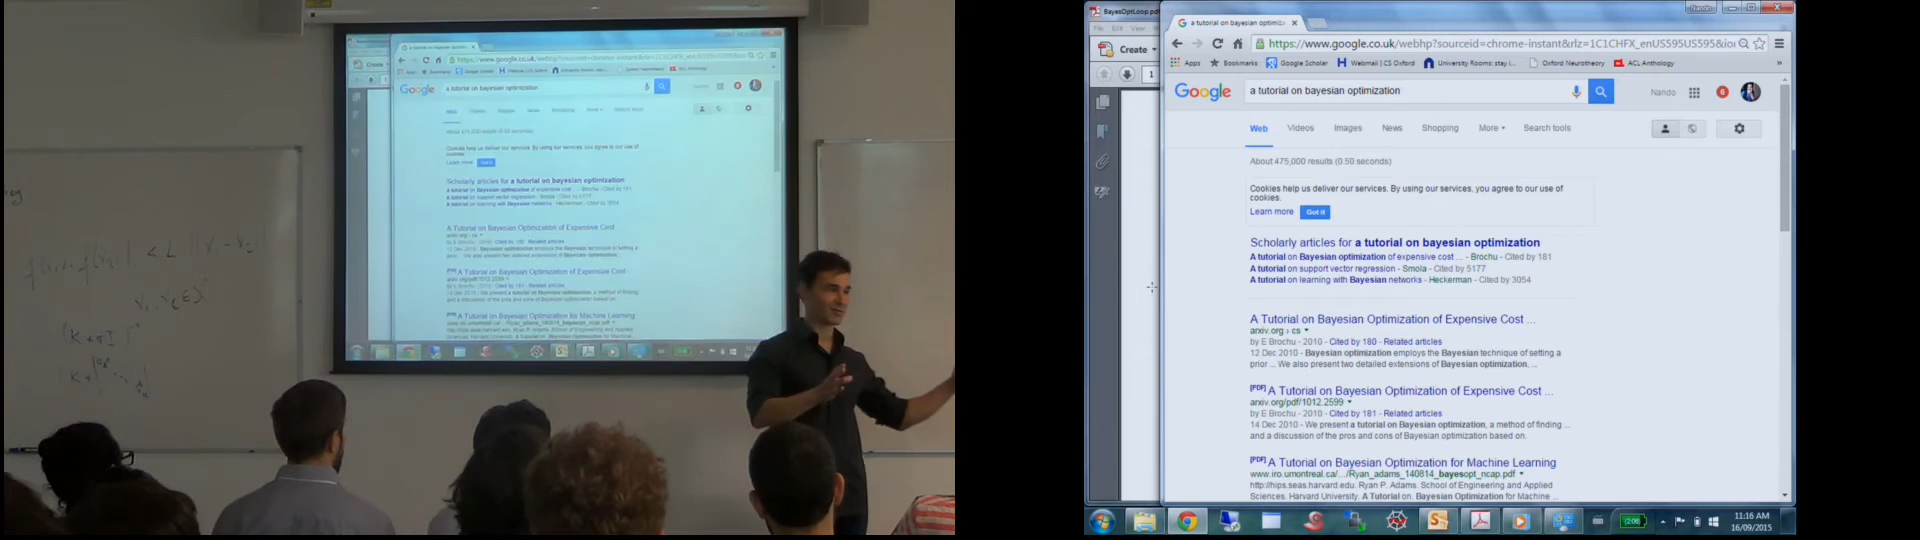 BayesOptLoop.pdf
Create
1
a tutorial on bayesian optimiz
Nando
https://www.google.co.uk/webhp?sourceid=chrome-instant&rlz=1C1CHFX_enUS595US595&ion
Apps
Bookmarks
Google Scholar
Webmail | CS Oxford
University Rooms: stay i...
Oxford Neurotheory
ACL Anthology
Google
a tutorial on bayesian optimization
Nando
6
Web
Videos
Images
News
Shopping
More
Search tools
About 475,000 results (0.50 seconds)
Cookies help us deliver our services. By using our services, you agree to our use of
cookies.
Learn more
Got it
Scholarly articles for a tutorial on bayesian optimization
A tutorial on Bayesian optimization of expensive cost ... - Brochu - Cited by 181
A tutorial on support vector regression - Smola - Cited by 5177
A tutorial on learning with Bayesian networks - Heckerman - Cited by 3054
A Tutorial on Bayesian Optimization of Expensive Cost ...
arxiv.org › cs
by E Brochu - 2010 - Cited by 180 - Related articles
12 Dec 2010 - Bayesian optimization employs the Bayesian technique of setting a
prior ... We also present two detailed extensions of Bayesian optimization, ...
[PDF] A Tutorial on Bayesian Optimization of Expensive Cost ...
arxiv.org/pdf/1012.2599
by E Brochu - 2010 - Cited by 181 - Related articles
14 Dec 2010 - We present a tutorial on Bayesian optimization, a method of finding ...
and a discussion of the pros and cons of Bayesian optimization based on.
[PDF] A Tutorial on Bayesian Optimization for Machine Learning
www.iro.umontreal.ca/.../Ryan_adams_140814_bayesopt_ncap.pdf
http://hips.seas.harvard.edu. Ryan P. Adams. School of Engineering and Applied
Sciences. Harvard University. A Tutorial on. Bayesian Optimization for Machine ...
11:16 AM
16/09/2015